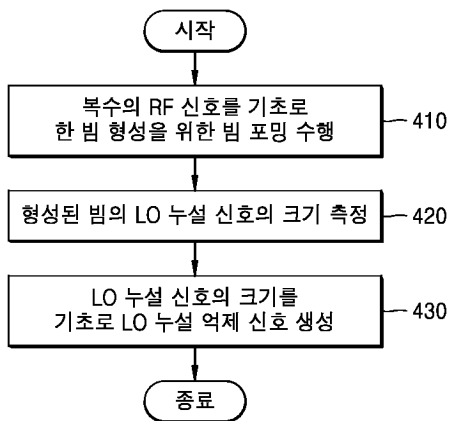 시작
복수의 RF 신호를 기초로
한 빔 형성을 위한 빔 포밍 수행
410
형성된 빔의 LO 누설 신호의 크기 측정
420
LO 누설 신호의 크기를
기초로 LO 누설 억제 신호 생성
430
종료